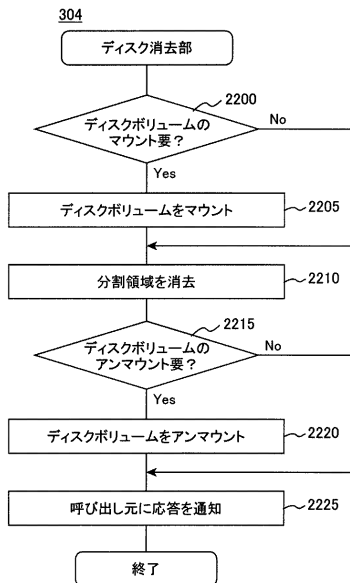 304
ディスク消去部
2200
ディスクボリュームの
マウント要？
No
Yes
ディスクボリュームをマウント
2205
分割領域を消去
2210
2215
ディスクボリュームの
アンマウント要？
No
Yes
ディスクボリュームをアンマウント
2220
呼び出し元に応答を通知
2225
終了